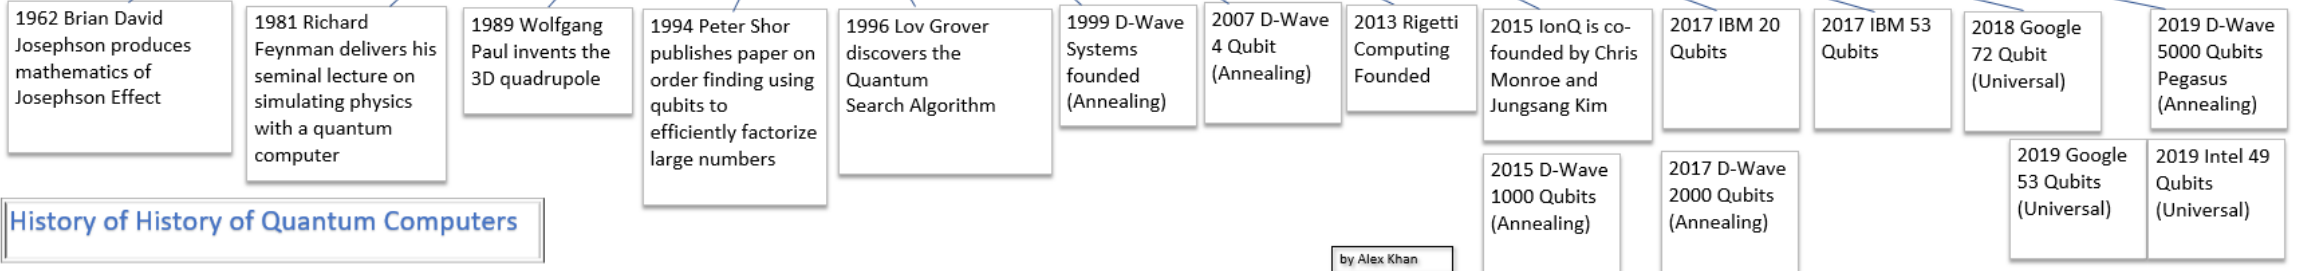 1962 Brian David
Josephson produces
mathematics of
Josephson Effect
1981 Richard
Feynman delivers his
seminal lecture on
simulating physics
with a quantum
computer
1989 Wolfgang
Paul invents the
3D quadrupole
1994 Peter Shor
publishes paper on
order finding using
qubits to
efficiently factorize
large numbers
1996 Lov Grover
discovers the
Quantum
Search Algorithm
1999 D-Wave
Systems
founded
(Annealing)
2007 D-Wave
4 Qubit
(Annealing)
2013 Rigetti
Computing
Founded
2015 IonQ is co-
founded by Chris
Monroe and
Jungsang Kim
2017 IBM 20
Qubits
2017 IBM 53
Qubits
2018 Google
72 Qubit
(Universal)
2019 D-Wave
5000 Qubits
Pegasus
(Annealing)
2015 D-Wave
1000 Qubits
(Annealing)
2017 D-Wave
2000 Qubits
(Annealing)
2019 Google
53 Qubits
(Universal)
2019 Intel 49
Qubits
(Universal)
History of History of Quantum Computers
by Alex Khan